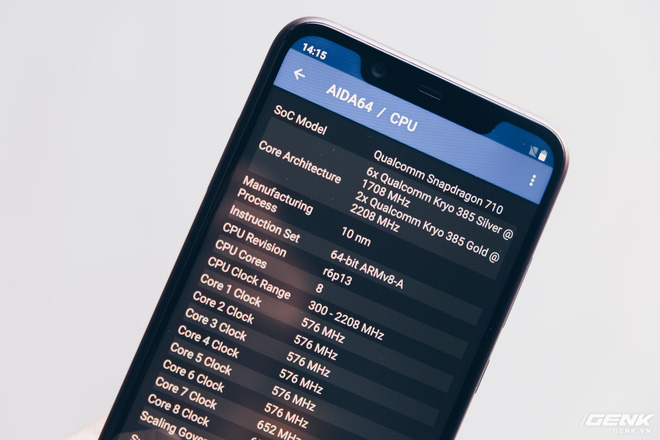 14:15
AIDA64 / CPU
SoC Model
Qualcomm Snapdragon 710
Core Architecture
6x Qualcomm Kryo 385 Silver @
1708 MHz
2x Qualcomm Kryo 385 Gold @
2208 MHz
Manufacturing
Process
10 nm
Instruction Set
64-bit ARMv8-A
CPU Revision
r6p13
CPU Cores
8
CPU Clock Range
300 - 2208 MHz
Core 1 Clock
576 MHz
Core 2 Clock
576 MHz
Core 3 Clock
576 MHz
Core 4 Clock
576 MHz
Core 5 Clock
576 MHz
Core 6 Clock
576 MHz
Core 7 Clock
652 MHz
Core 8 Clock
Scaling
GENK
GENK.VN